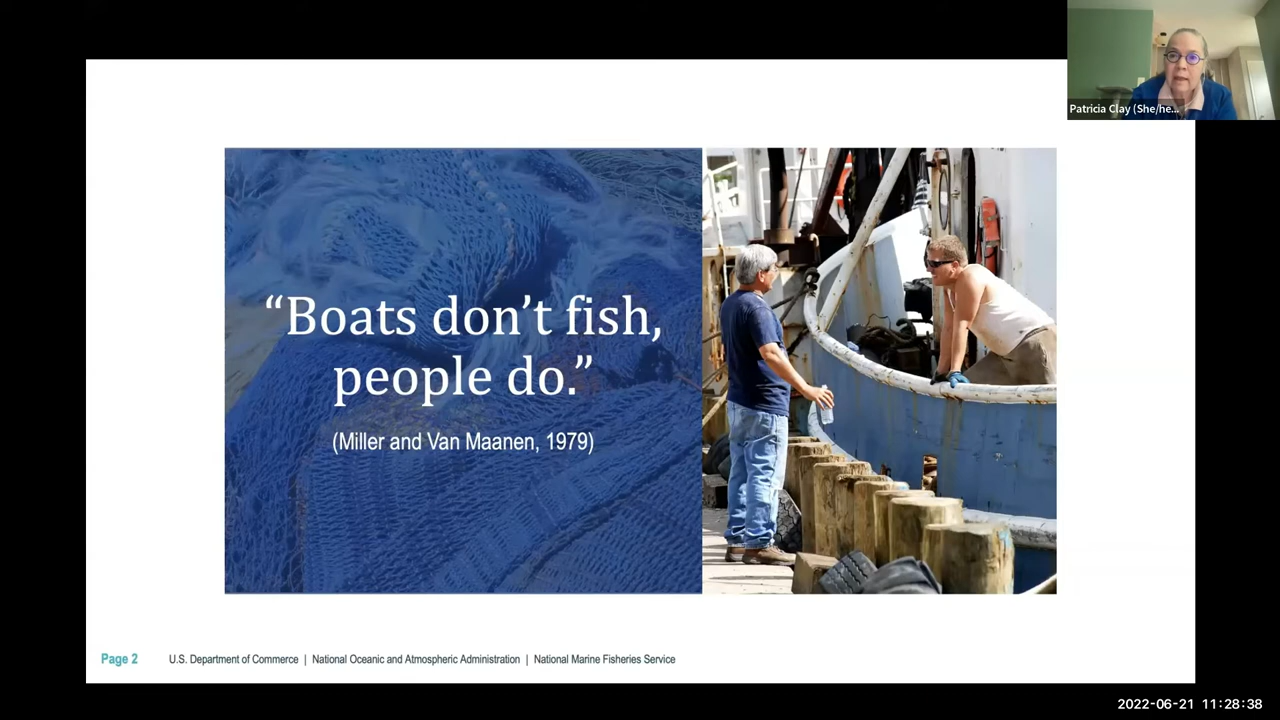 Patricia Clay (She/he...
“Boats don’t fish,
people do.”
(Miller and Van Maanen, 1979)
Page 2 U.S. Department of Commerce | National Oceanic and Atmospheric Administration | National Marine Fisheries Service
2022-06-21 11:28:38